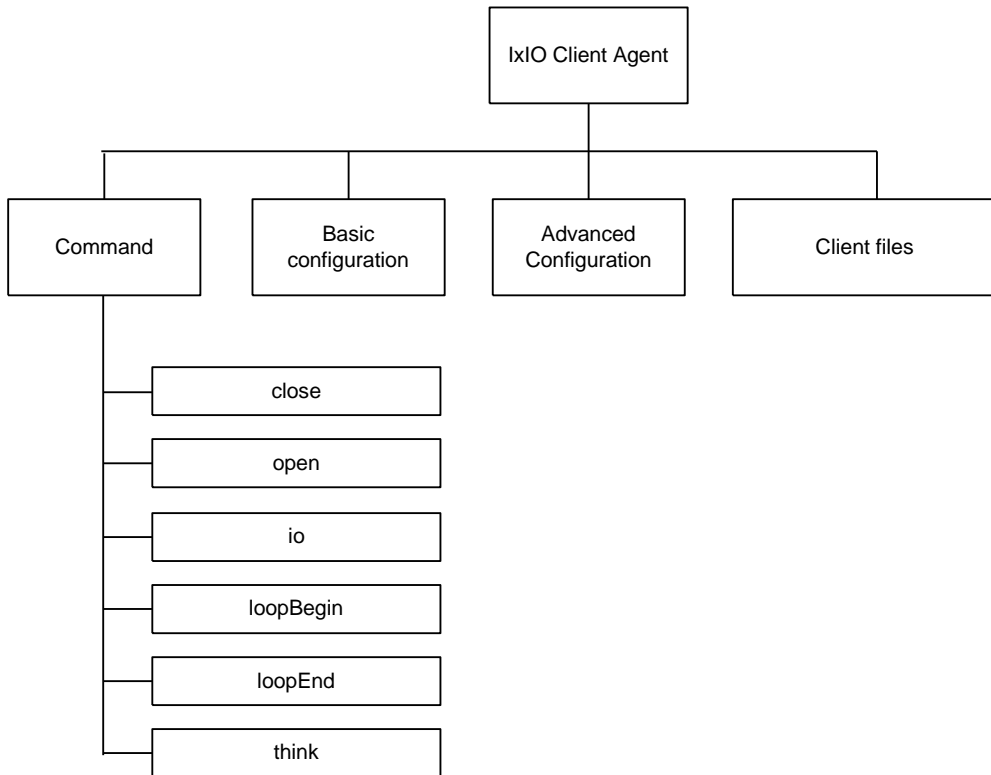 IxIO Client Agent
Command
Basic
configuration
Advanced
Configuration
Client files
close
open
io
loopBegin
loopEnd
think